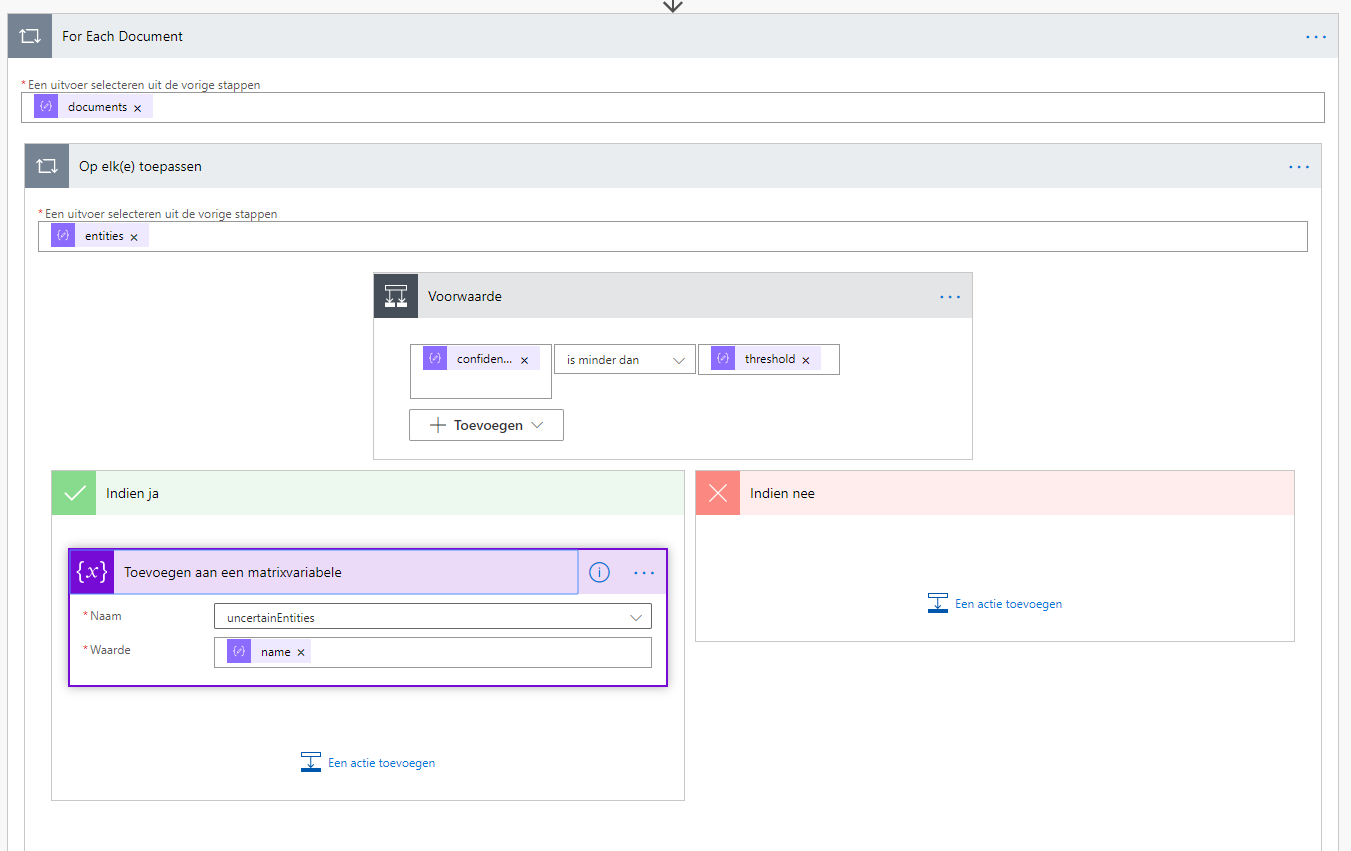 For Each Document
* Een uitvoer selecteren uit de vorige stappen
documents
Op elk(e) toepassen
* Een uitvoer selecteren uit de vorige stappen
entities
Voorwaarde
confiden... is minder dan threshold
Toevoegen
Indien ja
Indien nee
{x} Toevoegen aan een matrixvariabele
Een actie toevoegen
* Naam uncertainEntities
* Waarde name
Een actie toevoegen